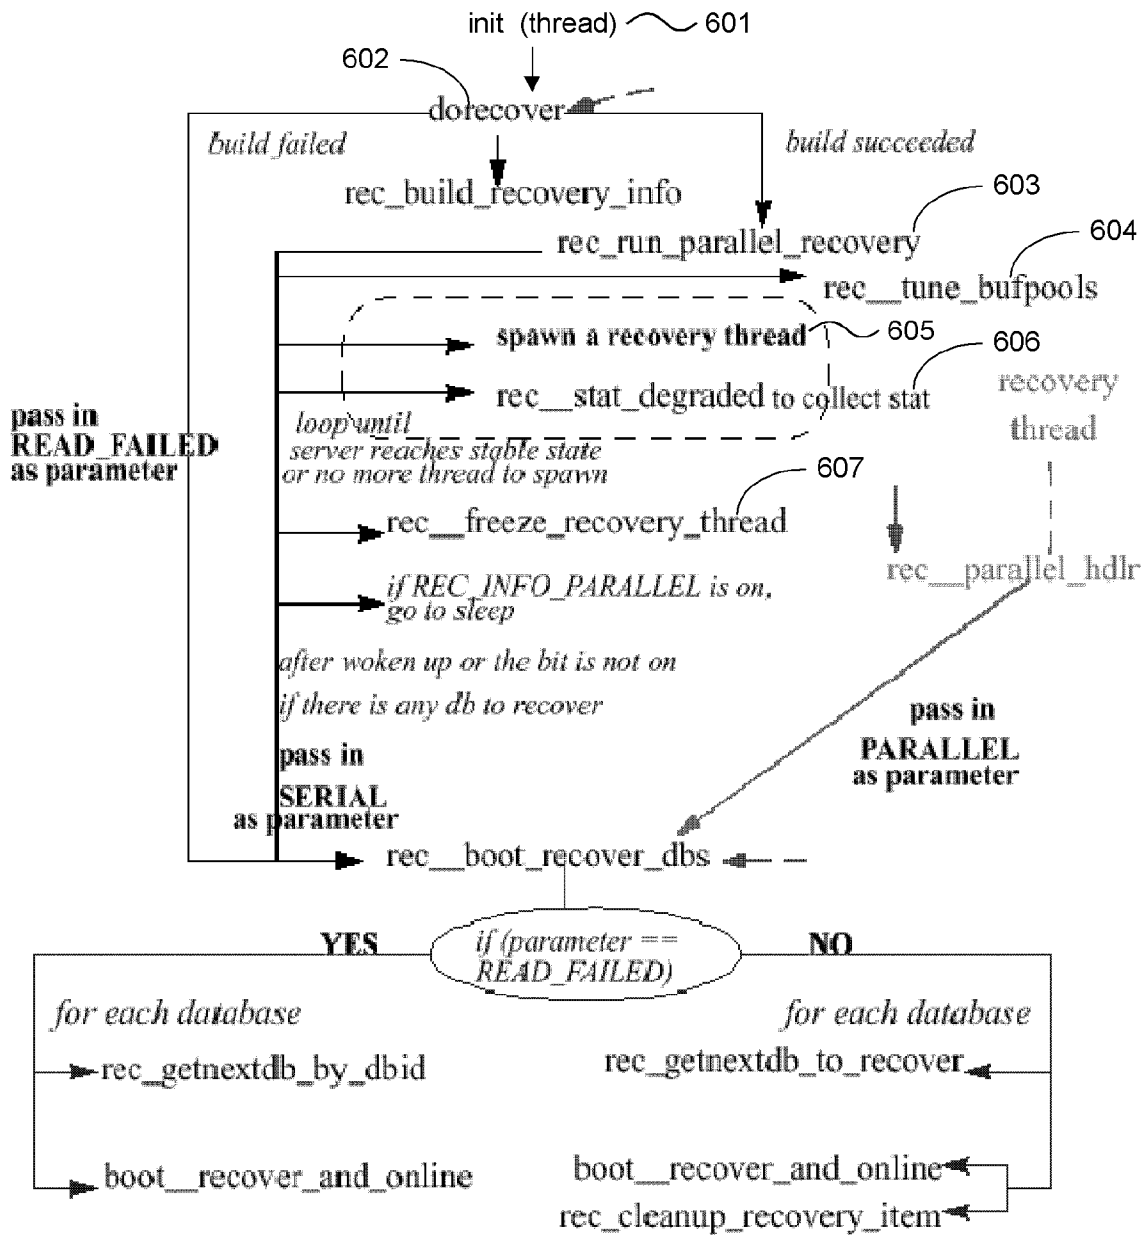 init (thread) 601
602
dorecover
build failed
build succeeded
rec_build_recovery_info
603
rec_run_parallel_recovery
604
rec__tune_bufpools
spawn a recovery thread 605
606
rec__stat_degraded to collect stat
recovery
thread
pass in
READ_FAILED
as parameter
loop until
server reaches stable state
or no more thread to spawn
607
rec__freeze_recovery_thread
rec__parallel_hdlr
if REC_INFO_PARALLEL is on,
go to sleep
after woken up or the bit is not on
if there is any db to recover
pass in
PARALLEL
as parameter
pass in
SERIAL
as parameter
rec__boot_recover_dbs
YES
if (parameter ==
READ_FAILED)
NO
for each database
for each database
rec_getnextdb_by_dbid
rec_getnextdb_to_recover
boot__recover_and_online
boot__recover_and_online
rec_cleanup_recovery_item